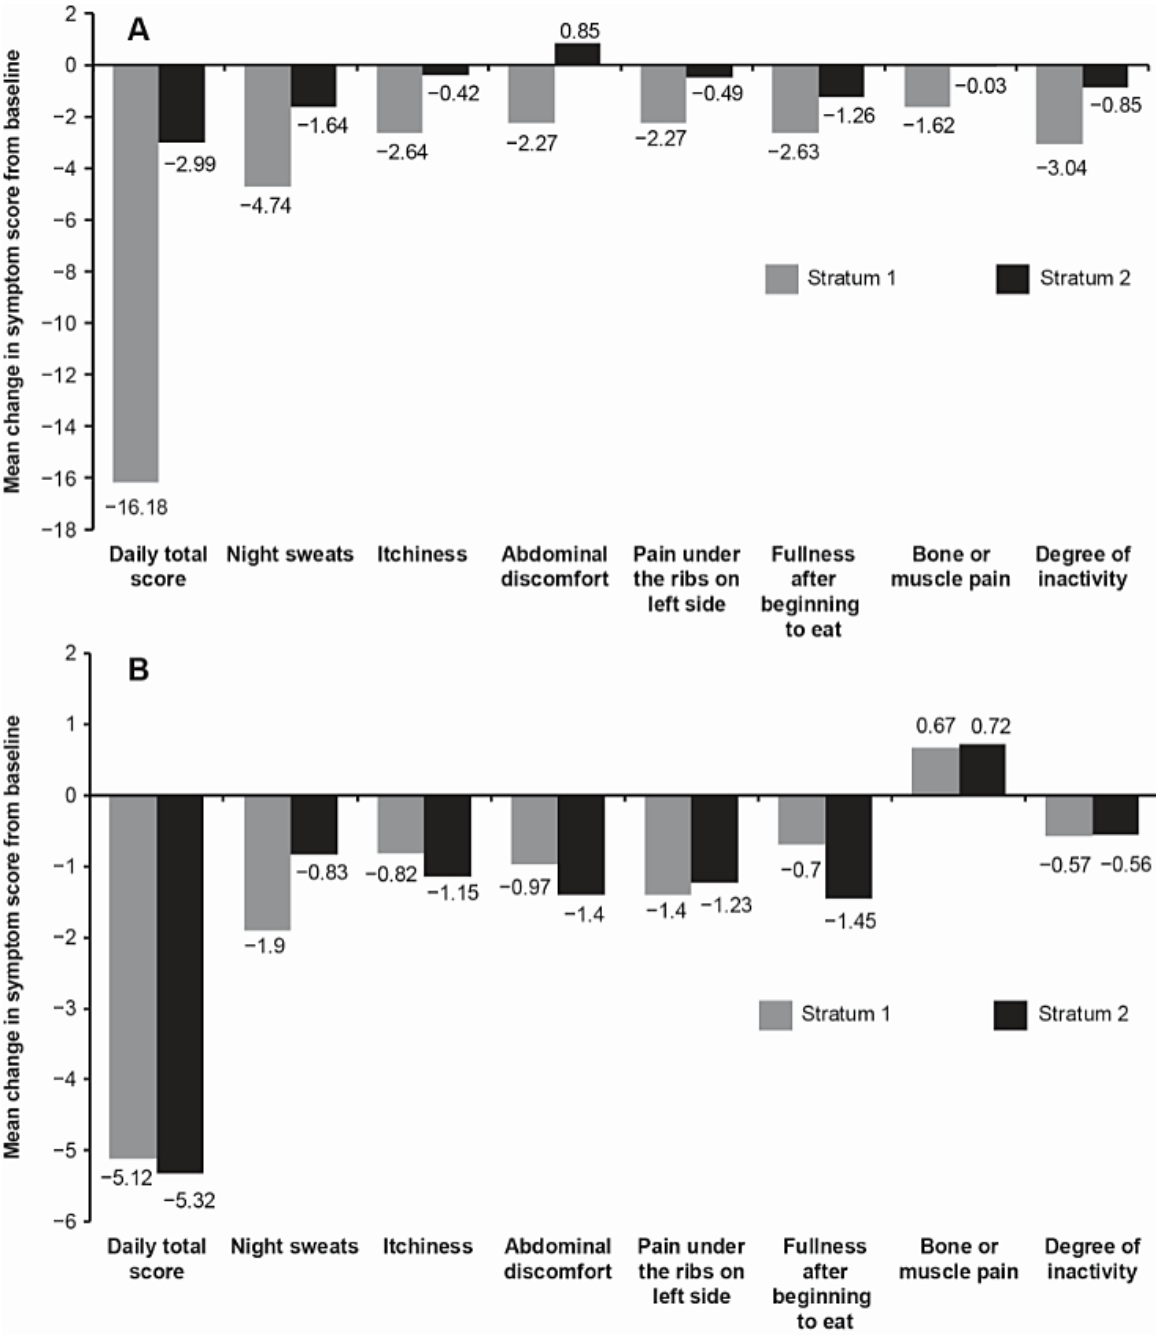 A
Mean change in symptom score from baseline
2
0
−2
−4
−6
−8
−10
−12
−14
−16
−18
−16.18
−2.99
−4.74
−1.64
−2.64
−0.42
−2.27
0.85
−2.27
−0.49
−2.63
−1.26
−1.62
−0.03
−3.04
−0.85
Stratum 1
Stratum 2
Daily total
score
Night sweats
Itchiness
Abdominal
discomfort
Pain under
the ribs on
left side
Fullness
after
beginning
to eat
Bone or
muscle pain
Degree of
inactivity
B
Mean change in symptom score from baseline
2
1
0
−1
−2
−3
−4
−5
−6
−5.12
−5.32
−1.9
−0.83
−0.82
−1.15
−0.97
−1.4
−1.4
−1.23
−0.7
−1.45
0.67
0.72
−0.57
−0.56
Stratum 1
Stratum 2
Daily total
score
Night sweats
Itchiness
Abdominal
discomfort
Pain under
the ribs on
left side
Fullness
after
beginning
to eat
Bone or
muscle pain
Degree of
inactivity